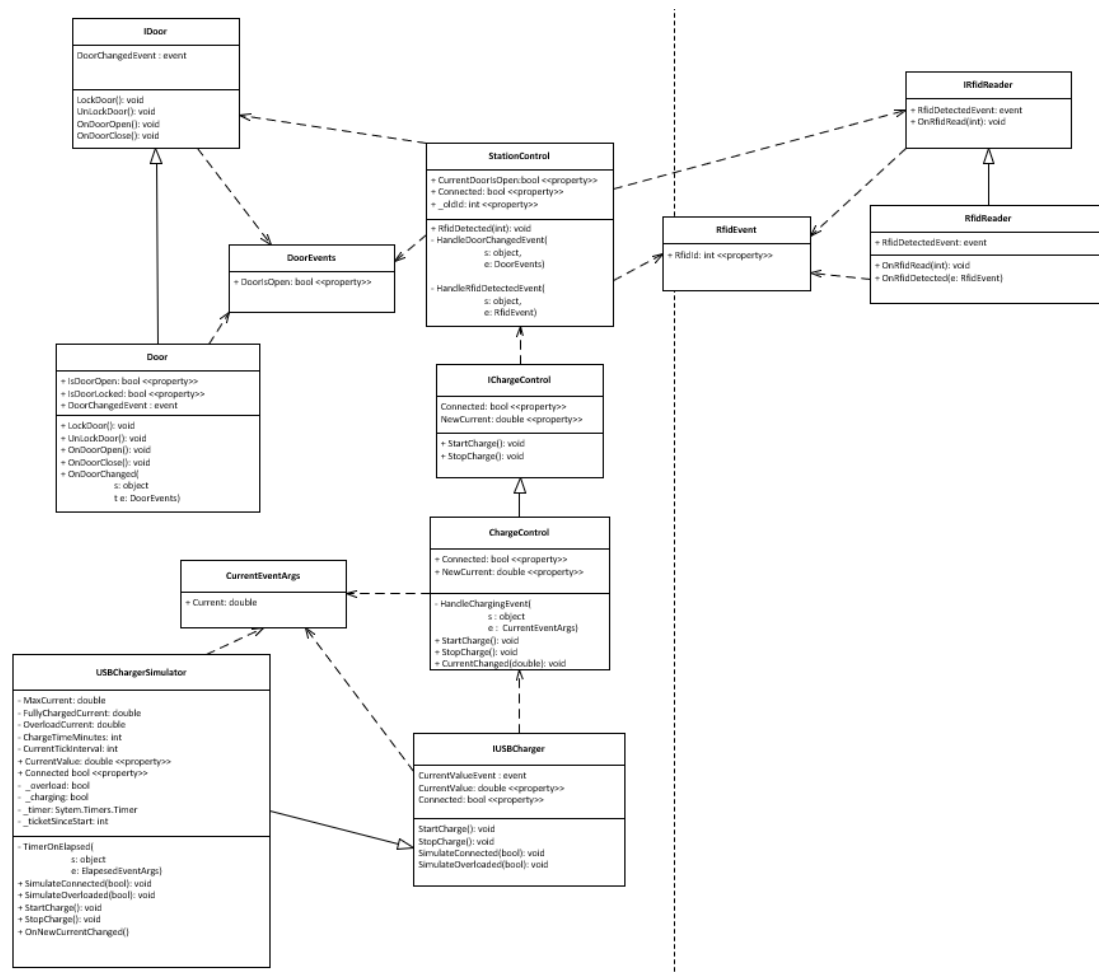 IDoor
DoorChangedEvent : event
LockDoor(): void
UnLockDoor(): void
OnDoorOpen(): void
OnDoorClose(): void
IRfidReader
+ RfidDetectedEvent: event
+ OnRfidRead(int): void
StationControl
+ CurrentDoorIsOpen:bool <<property>>
+ Connected: bool <<property>>
+ _oldId: int <<property>>
+ RfidDetected(int): void
- HandleDoorChangedEvent(
s: object,
e: DoorEvents)
- HandleRfidDetectedEvent(
s: object,
e: RfidEvent)
RfidReader
+ RfidDetectedEvent: event
+ OnRfidRead(int): void
+ OnRfidDetected(e: RfidEvent)
RfidEvent
+ RfidId: int <<property>>
DoorEvents
+ DoorIsOpen: bool <<property>>
Door
+ IsDoorOpen: bool <<property>>
+ IsDoorLocked: bool <<property>>
+ DoorChangedEvent : event
+ LockDoor(): void
+ UnLockDoor(): void
+ OnDoorOpen(): void
+ OnDoorClose(): void
+ OnDoorChanged(
s: object
t e: DoorEvents)
IChargeControl
Connected: bool <<property>>
NewCurrent: double <<property>>
+ StartCharge(): void
+ StopCharge(): void
ChargeControl
+ Connected: bool <<property>>
+ NewCurrent: double <<property>>
- HandleChargingEvent(
s : object
e : CurrentEventArgs)
+ StartCharge(): void
+ StopCharge(): void
+ CurrentChanged(double): void
CurrentEventArgs
+ Current: double
USBChargerSimulator
- MaxCurrent: double
- FullyChargedCurrent: double
- OverloadCurrent: double
- ChargeTimeMinutes: int
- CurrentTickInterval: int
+ CurrentValue: double <<property>>
+ Connected bool <<property>>
- _overload: bool
- _charging: bool
- _timer: Sytem.Timers.Timer
- _ticketSinceStart: int
- TimerOnElapsed(
s: object
e: ElapesedEventArgs)
+ SimulateConnected(bool): void
+ SimulateOverloaded(bool): void
+ StartCharge(): void
+ StopCharge(): void
+ OnNewCurrentChanged()
IUSBCharger
CurrentValueEvent : event
CurrentValue: double <<property>>
Connected: bool <<property>>
StartCharge(): void
StopCharge(): void
SimulateConnected(bool): void
SimulateOverloaded(bool): void